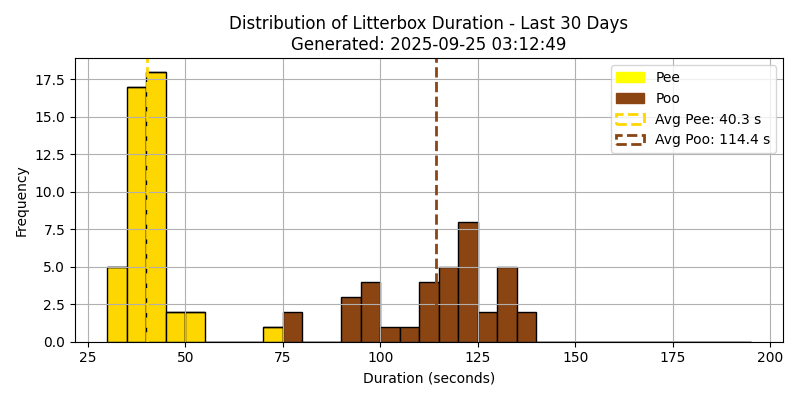 Distribution of Litterbox Duration - Last 30 Days
Generated: 2025-09-25 03:12:49
Pee
Poo
Avg Pee: 40.3 s
Avg Poo: 114.4 s
Frequency
17.5
15.0
12.5
10.0
7.5
5.0
2.5
0.0
25 50 75 100 125 150 175 200
Duration (seconds)